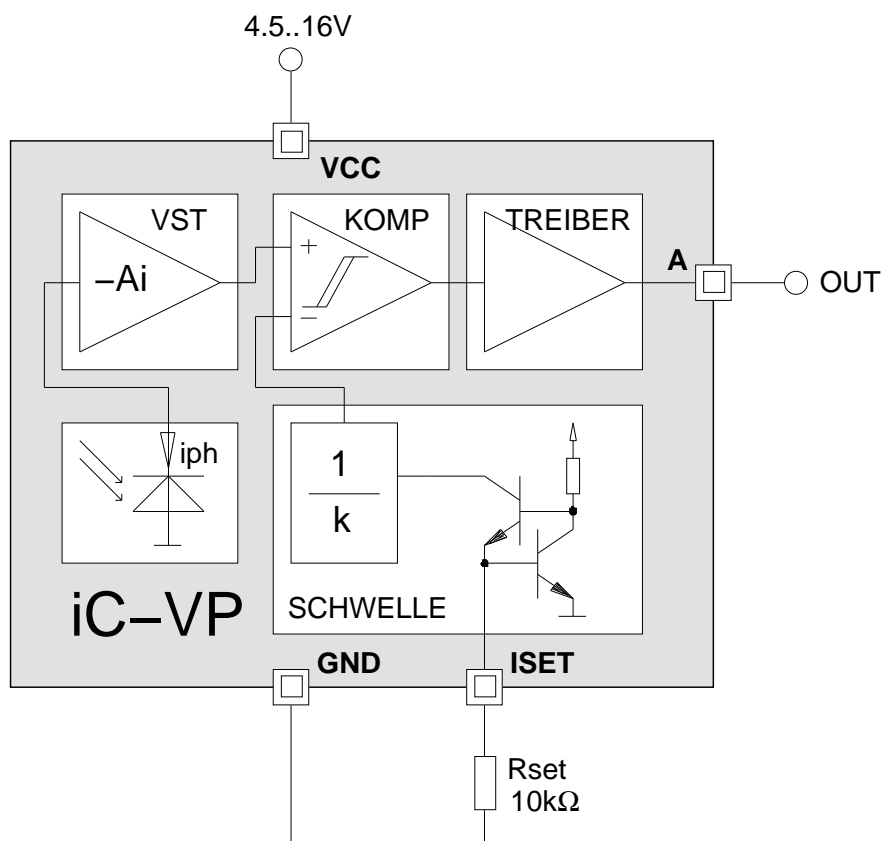 4.5..16V
VCC
VST
KOMP
TREIBER
A
–Ai
+
–
OUT
iph
1
k
iC–VP
SCHWELLE
GND
ISET
Rset
10kΩ